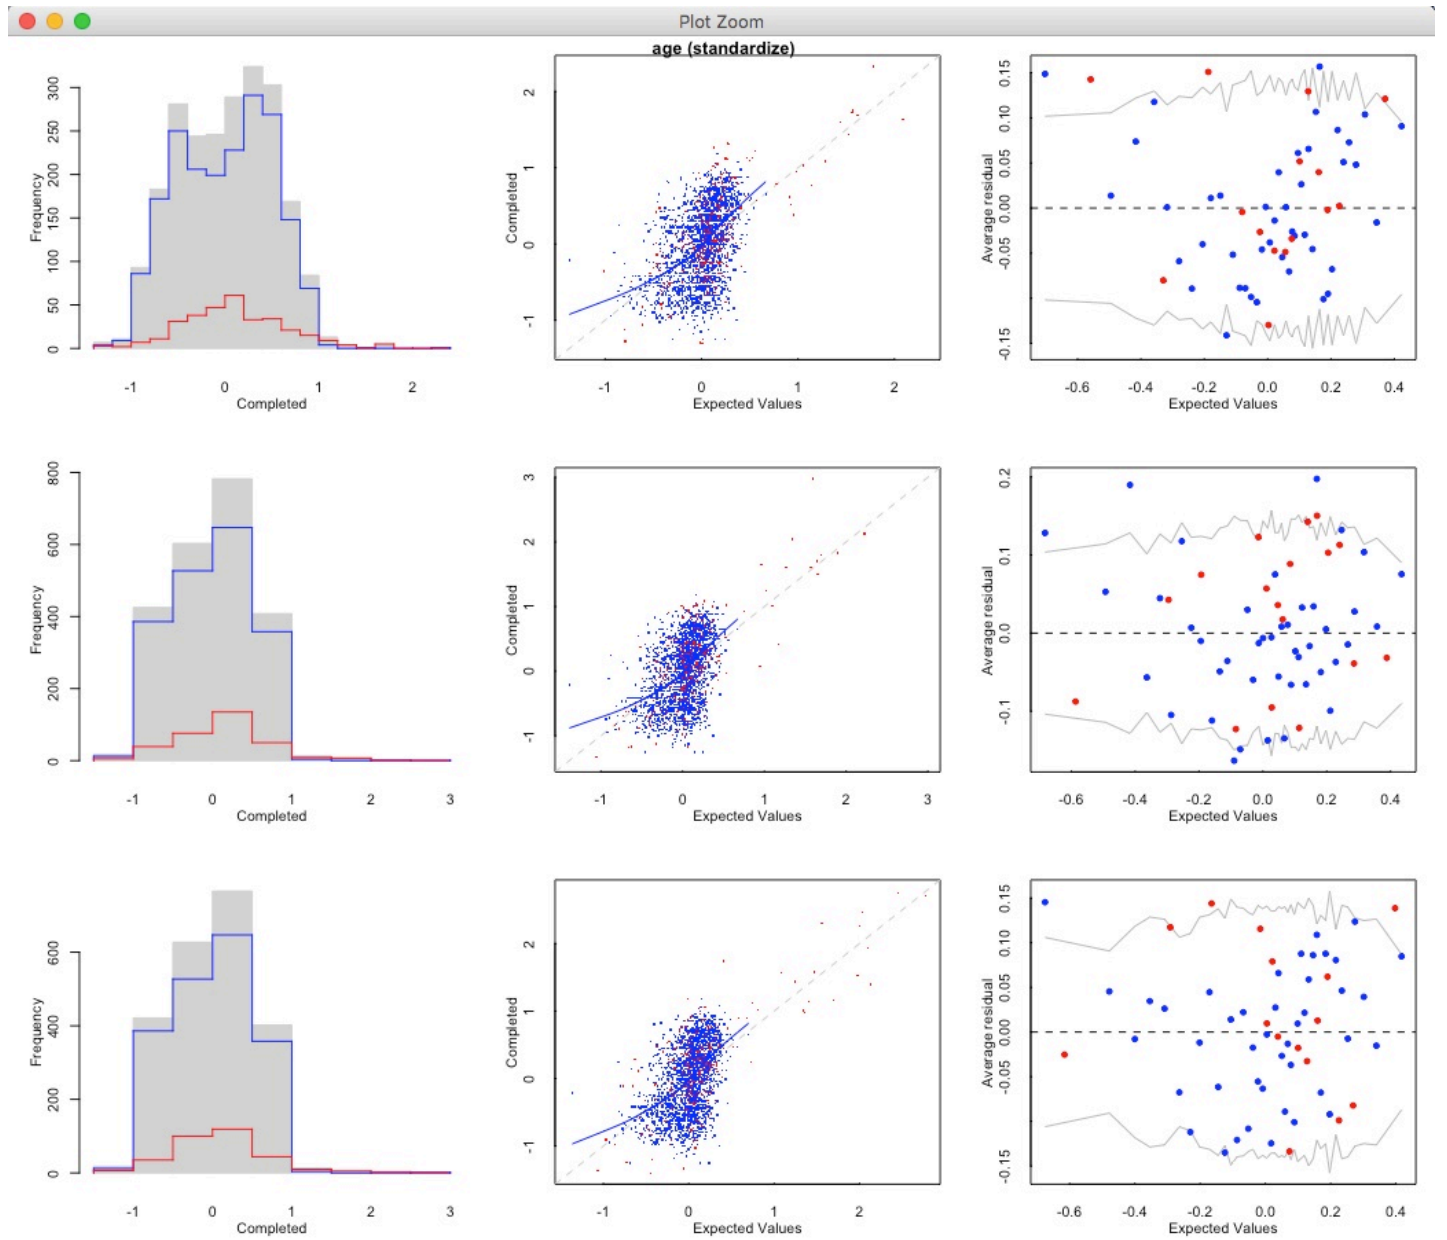 Plot Zoom
age (standardize)
Frequency
0 50 100 150 200 250 300
-1 0 1 2
Completed
Completed
-1 0 1 2
-1 0 1 2
Expected Values
Average residual
-0.15 -0.05 0.00 0.05 0.10 0.15
-0.6 -0.4 -0.2 0.0 0.2 0.4
Expected Values
Frequency
0 200 400 600 800
-1 0 1 2 3
Completed
Completed
-1 0 1 2 3
-1 0 1 2 3
Expected Values
Average residual
-0.1 0.0 0.1 0.2
-0.6 -0.4 -0.2 0.0 0.2 0.4
Expected Values
Frequency
0 200 400 600
-1 0 1 2 3
Completed
Completed
-1 0 1 2
-1 0 1 2
Expected Values
Average residual
-0.15 -0.05 0.00 0.05 0.10 0.15
-0.6 -0.4 -0.2 0.0 0.2 0.4
Expected Values